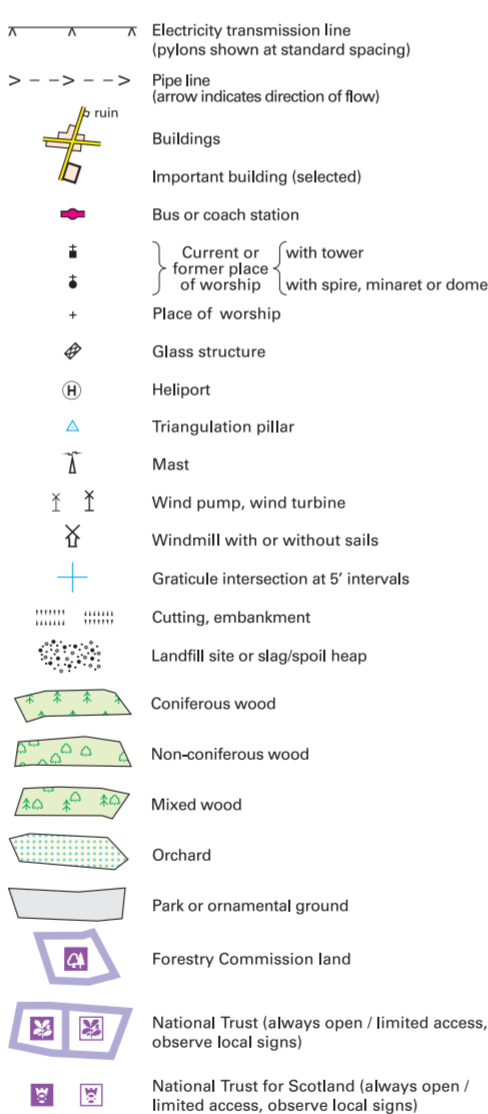 Electricity transmission line
(pylons shown at standard spacing)
Pipe line
(arrow indicates direction of flow)
ruin
Buildings
Important building (selected)
Bus or coach station
Current or
former place
of worship
with tower
with spire, minaret or dome
Place of worship
Glass structure
H
Heliport
Triangulation pillar
Mast
Wind pump, wind turbine
Windmill with or without sails
Graticule intersection at 5' intervals
Cutting, embankment
Landfill site or slag/spoil heap
Coniferous wood
Non-coniferous wood
Mixed wood
Orchard
Park or ornamental ground
Forestry Commission land
National Trust (always open / limited access,
observe local signs)
National Trust for Scotland (always open /
limited access, observe local signs)